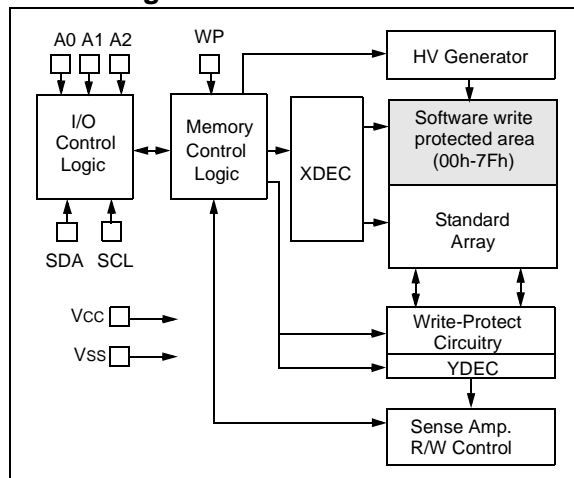 A0 A1 A2
WP
HV Generator
I/O
Control
Logic
Memory
Control
Logic
XDEC
Software write
protected area
(00h-7Fh)
Standard
Array
SDA SCL
VCC
VSS
Write-Protect
Circuitry
YDEC
Sense Amp.
R/W Control